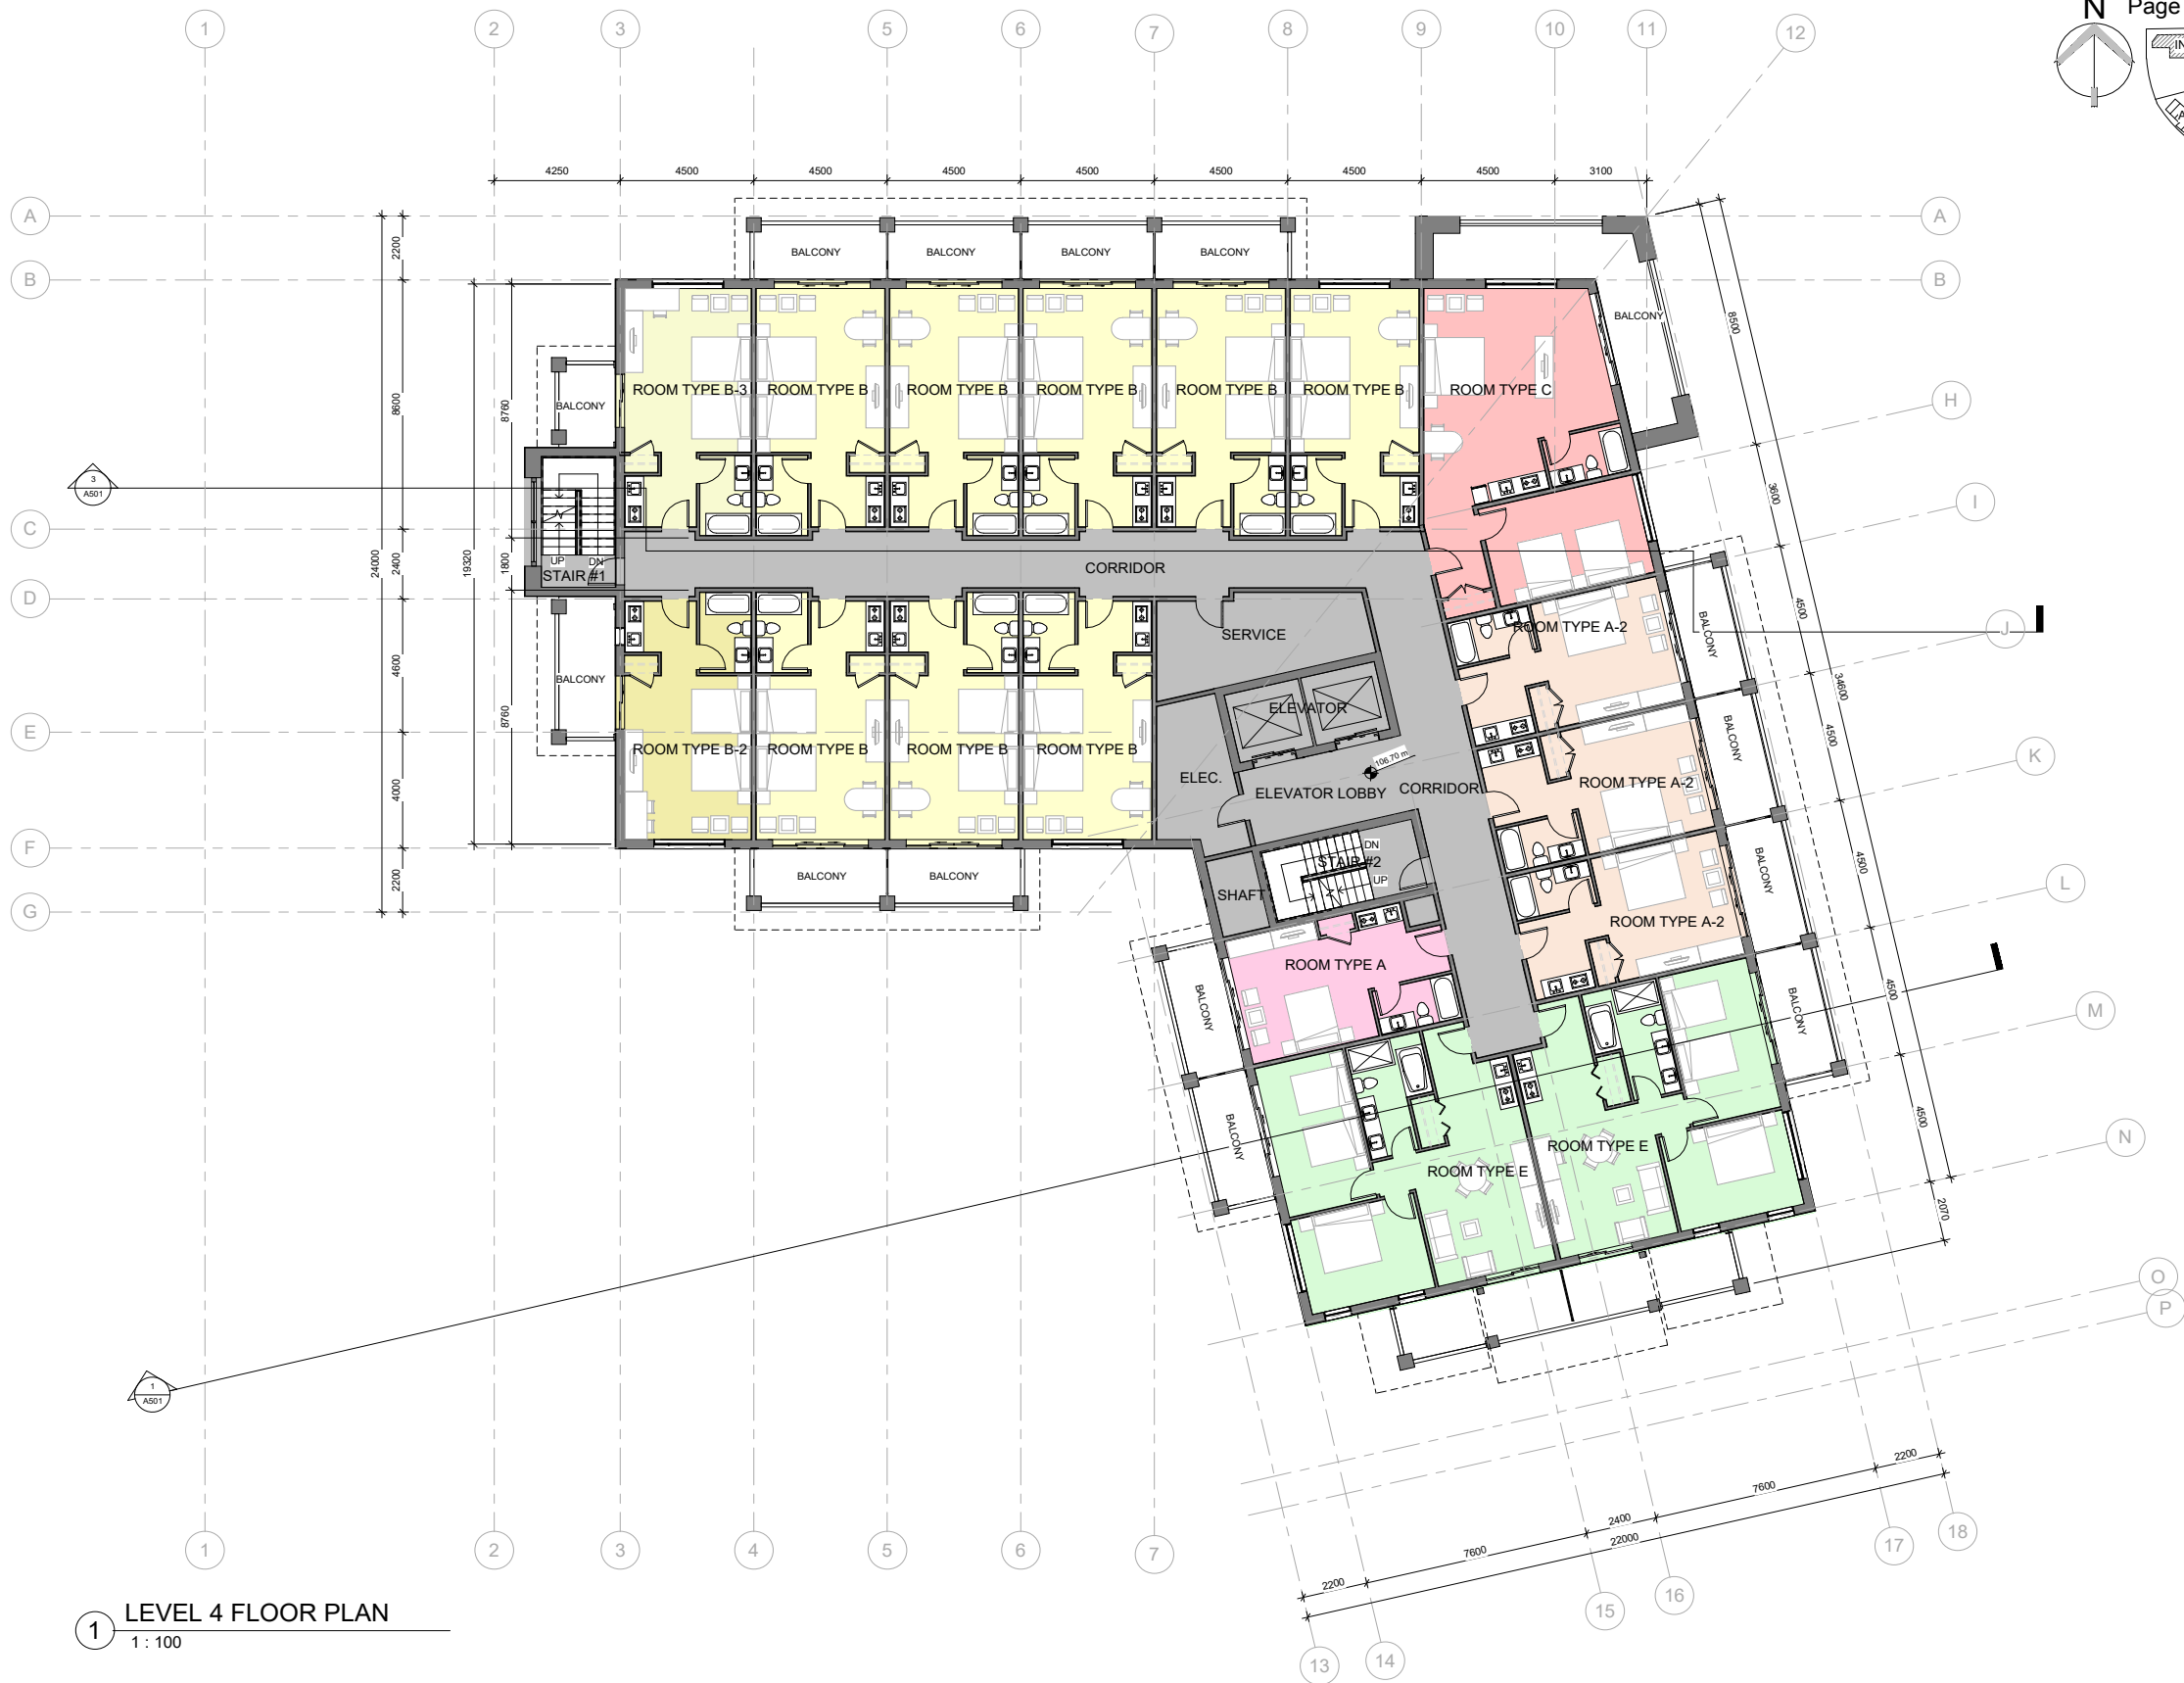 N Page
IN
1 2 3 5 6 7 8 9 10 11 12
4250 4500 4500 4500 4500 4500 4500 4500 3100
A A
B B
2200
BALCONY BALCONY BALCONY BALCONY
BALCONY
8500
H
ROOM TYPE B-3 ROOM TYPE B ROOM TYPE B ROOM TYPE B ROOM TYPE B ROOM TYPE B ROOM TYPE C
BALCONY
8600
8760
3
A501
3600
I
C
UP DN
STAIR #1
CORRIDOR
24000
2400
19320
1800
D
4500
J
SERVICE
ROOM TYPE A-2
BALCONY
BALCONY
4600
34600
E
ELEVATOR
8760
ROOM TYPE B-2 ROOM TYPE B ROOM TYPE B ROOM TYPE B
BALCONY
4500
K
106.70 m
ELEC.
ELEVATOR LOBBY CORRIDOR
ROOM TYPE A-2
4000
F
DN
STAIR #2
UP
BALCONY
4500
L
2200
BALCONY BALCONY
SHAFT
G
ROOM TYPE A-2
ROOM TYPE A
BALCONY
BALCONY
4500
M
BALCONY
4500
N
ROOM TYPE E
ROOM TYPE E
2070
O
P
1
A501
2200 7600 2400 7600 2200
22000
1 2 3 4 5 6 7
13 14 15 16 17 18
1 LEVEL 4 FLOOR PLAN
1 : 100